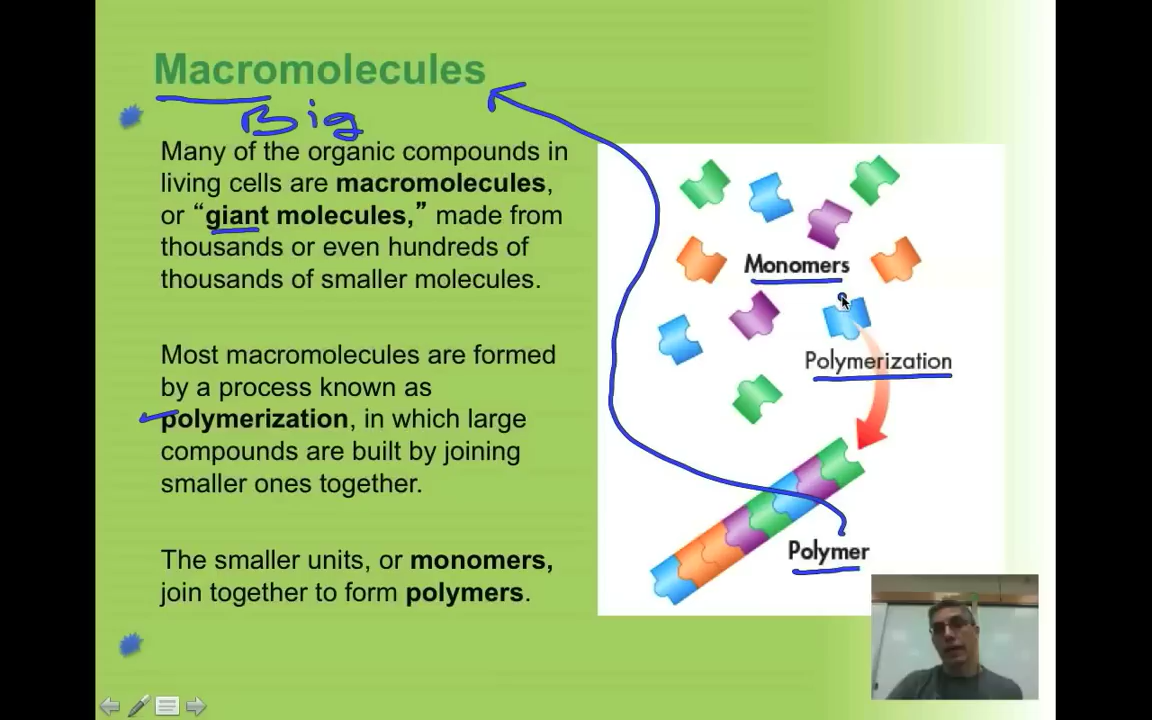 Macromolecules
Big
Many of the organic compounds in
living cells are macromolecules,
or “giant molecules,” made from
thousands or even hundreds of
thousands of smaller molecules.
Most macromolecules are formed
by a process known as
polymerization, in which large
compounds are built by joining
smaller ones together.
The smaller units, or monomers,
join together to form polymers.
Monomers
Polymerization
Polymer